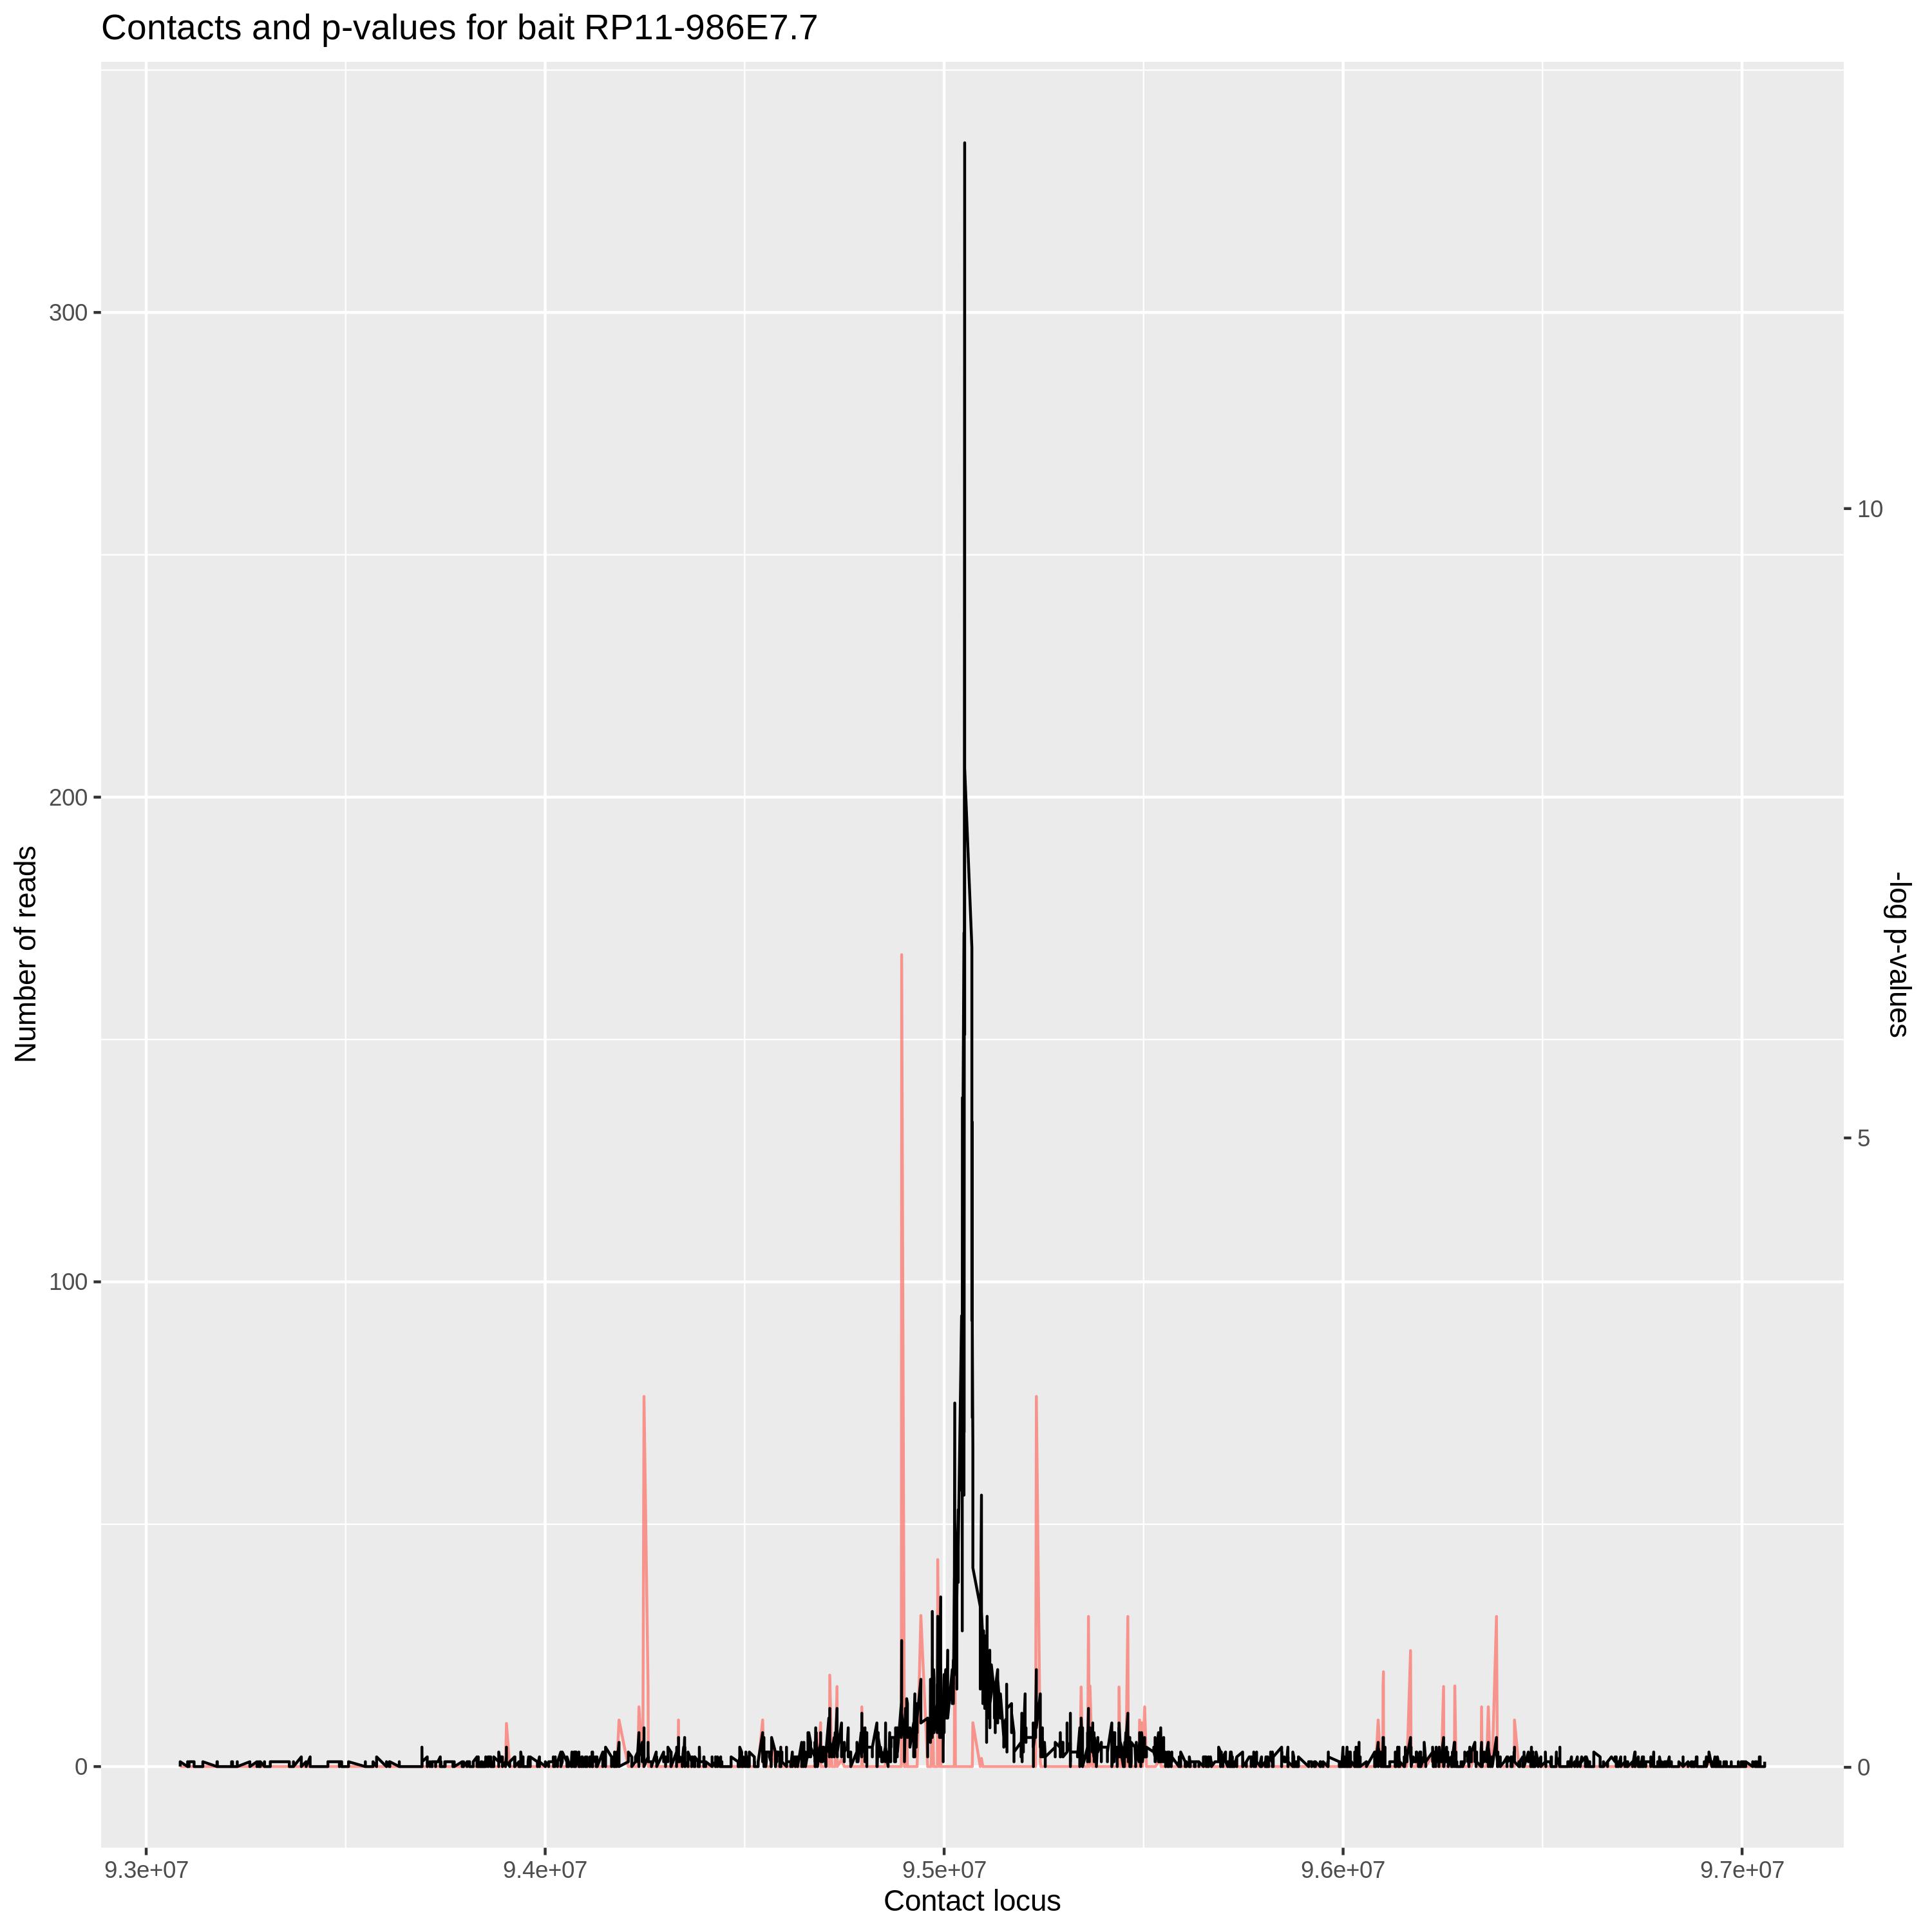 Contacts and p-values for bait RP11-986E7.7
300
200
100
0
Number of reads
10
5
0
-log p-values
9.3e+07
9.4e+07
9.5e+07
9.6e+07
9.7e+07
Contact locus